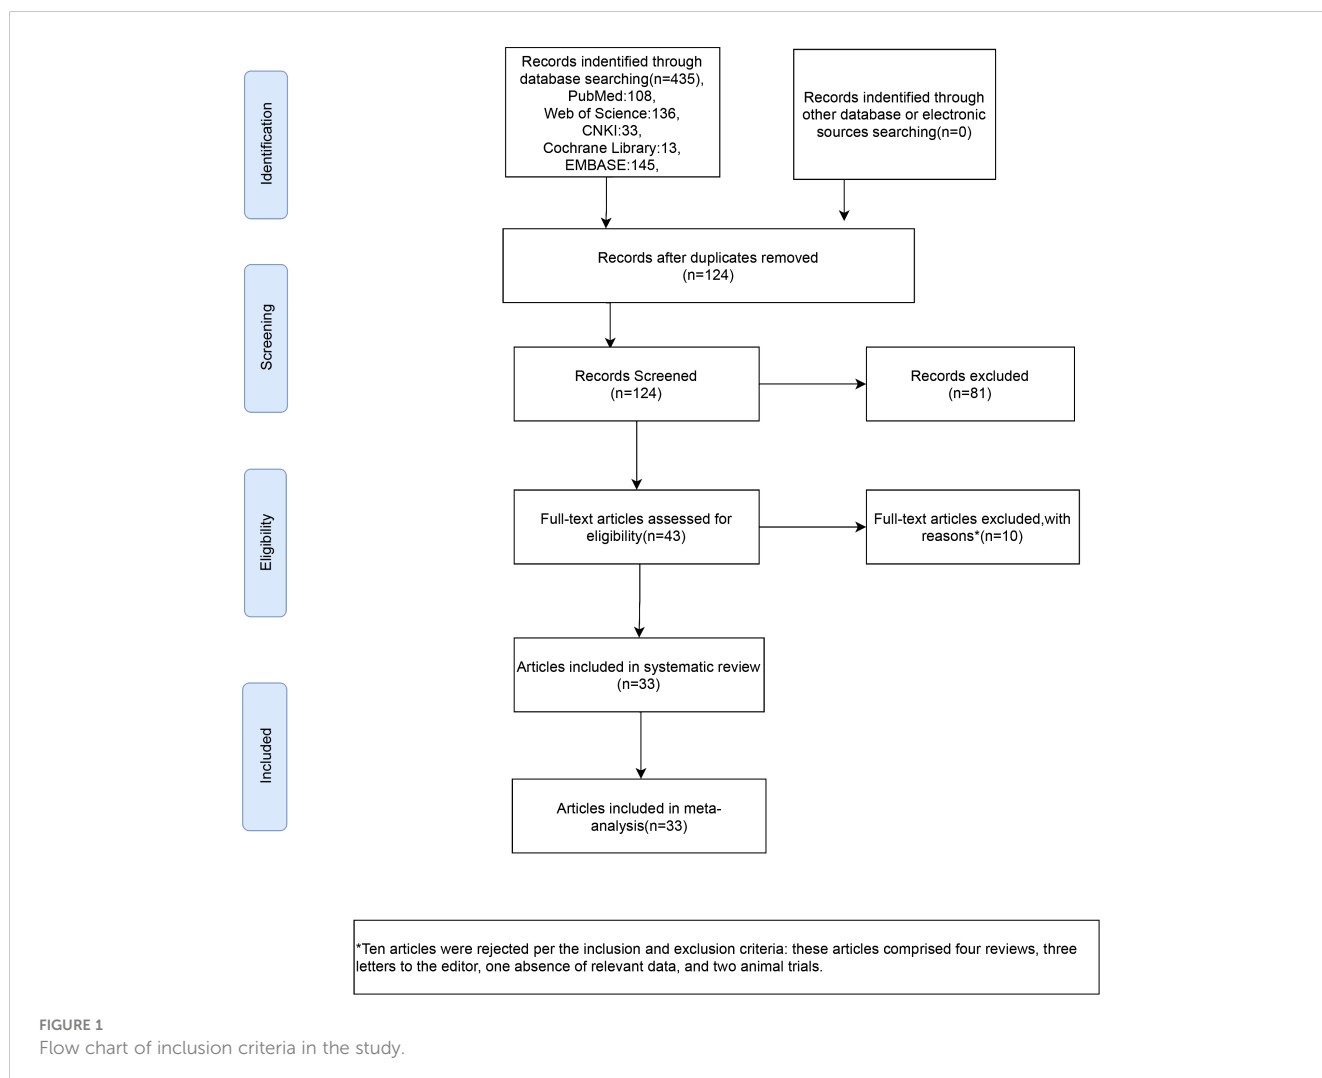 Identification
Records indentified through
database searching(n=435),
PubMed:108,
Web of Science:136,
CNKI:33,
Cochrane Library:13,
EMBASE:145,
Records indentified through
other database or electronic
sources searching(n=0)
Records after duplicates removed
(n=124)
Screening
Records Screened
(n=124)
Records excluded
(n=81)
Eligibility
Full-text articles assessed for
eligibility(n=43)
Full-text articles excluded,with
reasons*(n=10)
Articles included in systematic review
(n=33)
Included
Articles included in meta-
analysis(n=33)
*Ten articles were rejected per the inclusion and exclusion criteria: these articles comprised four reviews, three
letters to the editor, one absence of relevant data, and two animal trials.
FIGURE 1
Flow chart of inclusion criteria in the study.